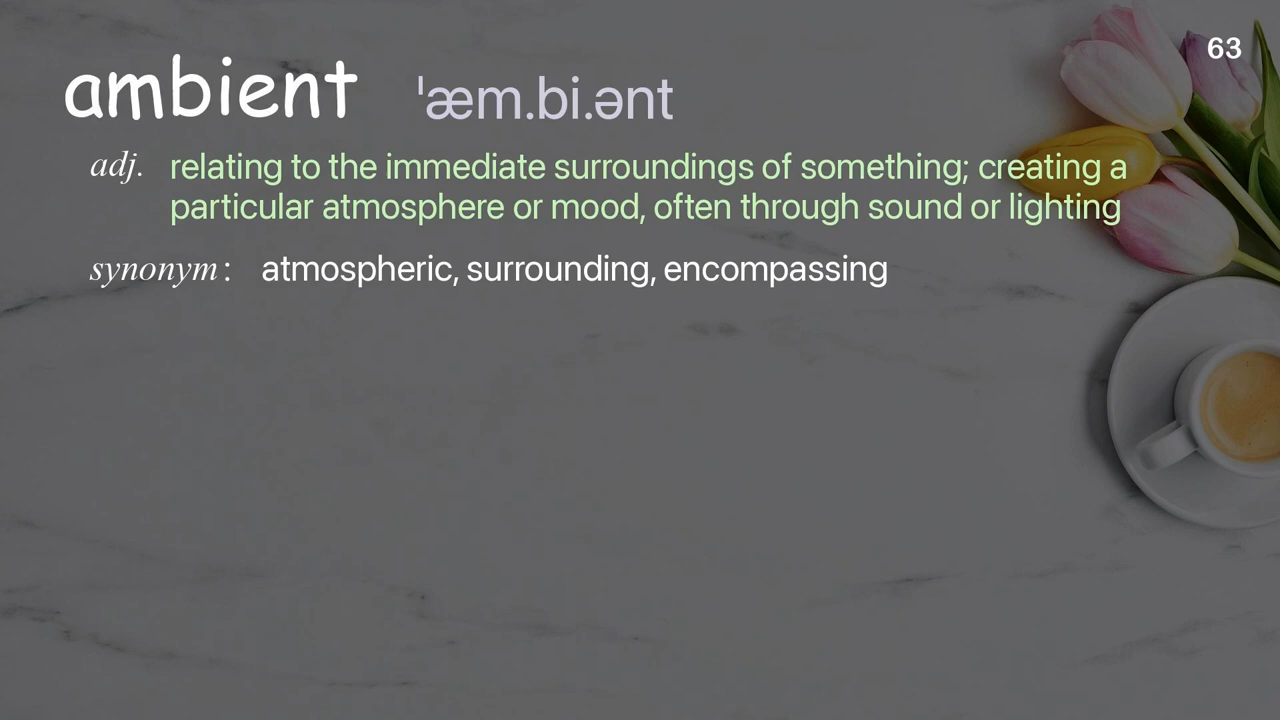 63
ambient ˈæm.bi.ənt
adj. relating to the immediate surroundings of something; creating a
particular atmosphere or mood, often through sound or lighting
synonym: atmospheric, surrounding, encompassing